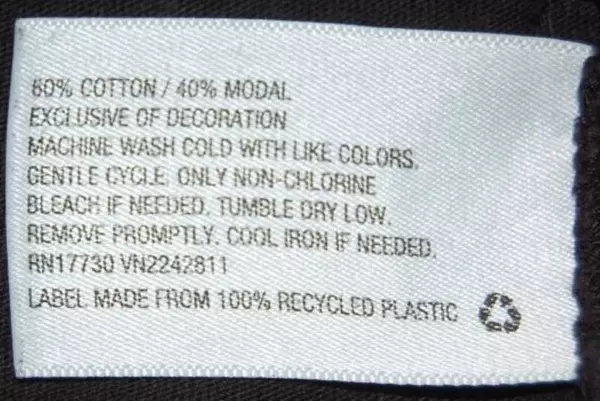 60% COTTON / 40% MODAL
EXCLUSIVE OF DECORATION
MACHINE WASH COLD WITH LIKE COLORS.
GENTLE CYCLE. ONLY NON-CHLORINE
BLEACH IF NEEDED. TUMBLE DRY LOW.
REMOVE PROMPTLY. COOL IRON IF NEEDED.
RN17730 VN2242811
LABEL MADE FROM 100% RECYCLED PLASTIC